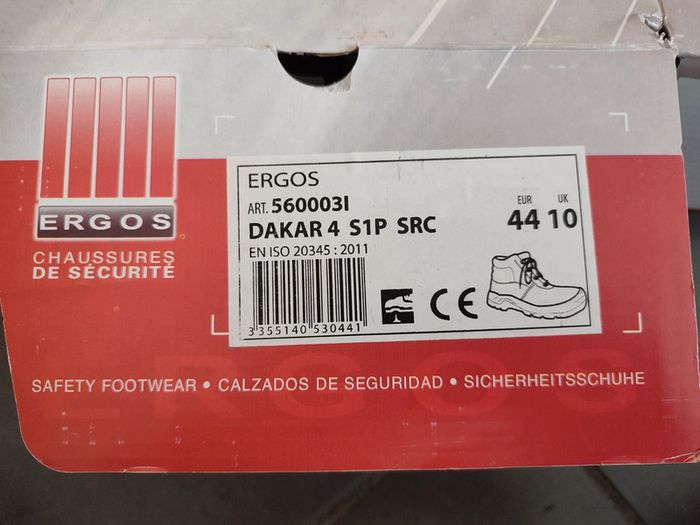 ERGOS
CHAUSSURES
DE SÉCURITÉ
ERGOS
ART. 560003I
DAKAR 4 S1P SRC
EN ISO 20345 : 2011
EUR UK
44 10
3 355140 530441
CE
SAFETY FOOTWEAR • CALZADOS DE SEGURIDAD • SICHERHEITSSCHUHE
ERGOS